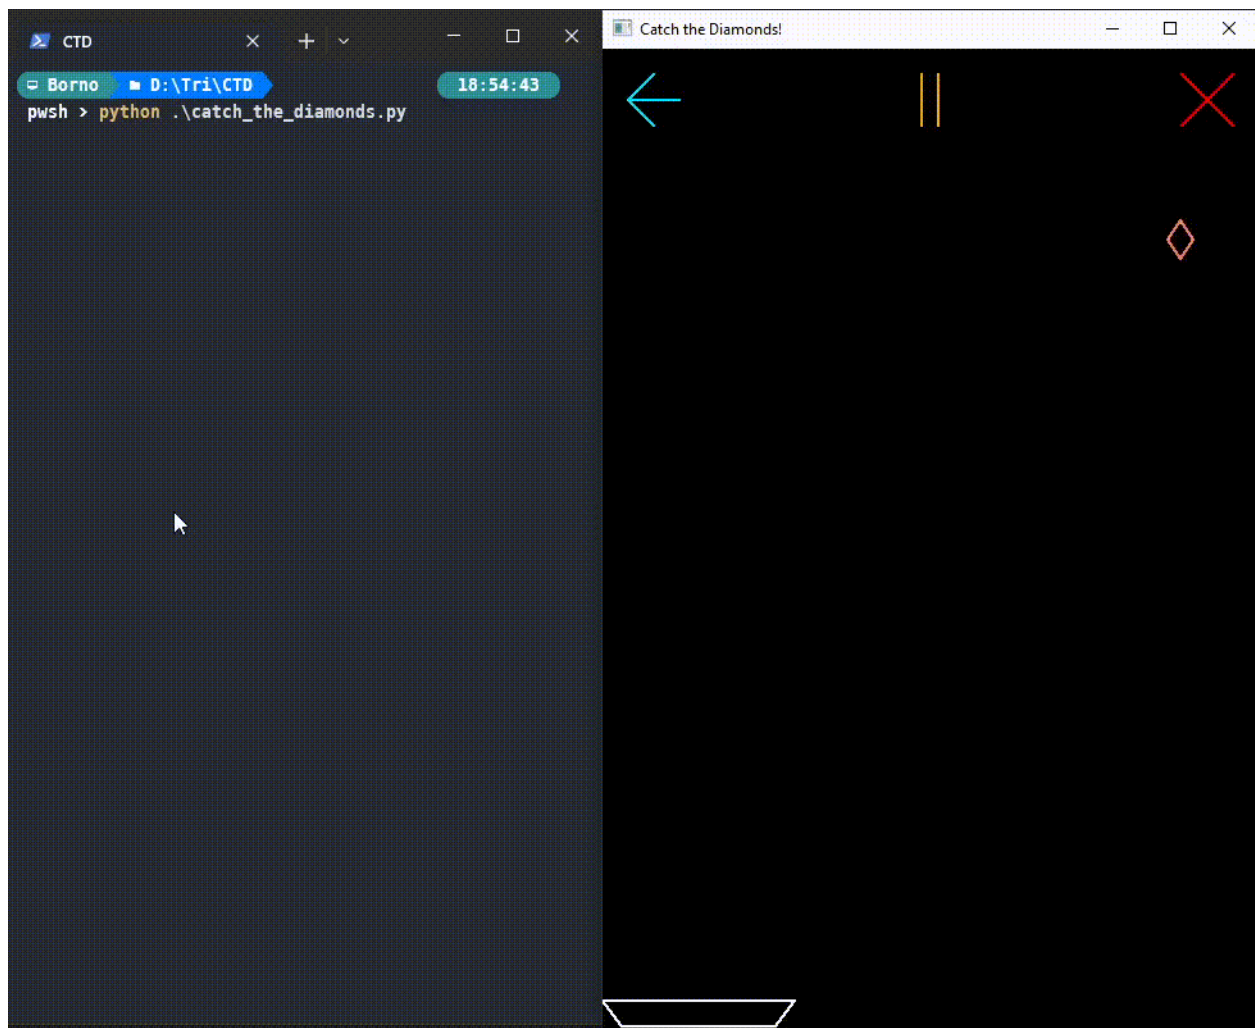 CTD
Borno D:\Tri\CTD 18:54:43
pwsh > python .\catch_the_diamonds.py
Catch the Diamonds!